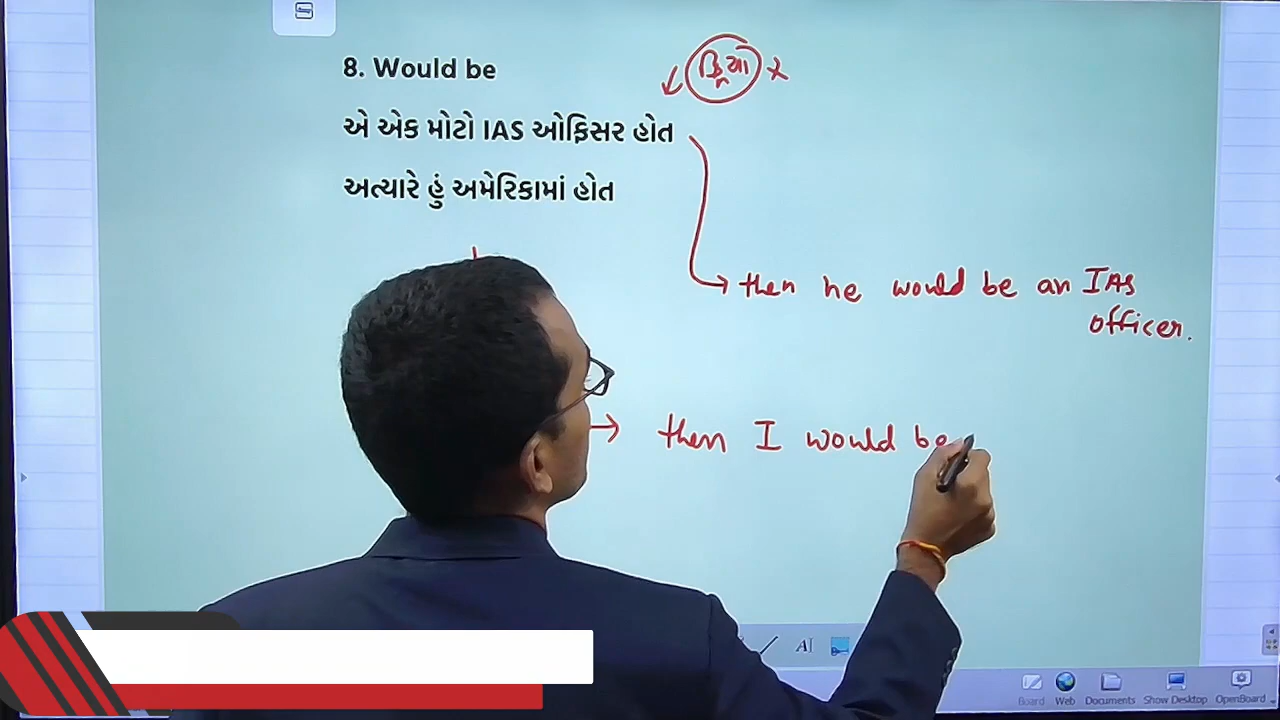 8. Would be
ક્રિયા x
એ એક મોટો IAS ઓફિસર હોત
અત્યારે હું અમેરિકામાં હોત
then he would be an IAS
officer.
then I would be
Board Web Documents Show Desktop OpenBoard